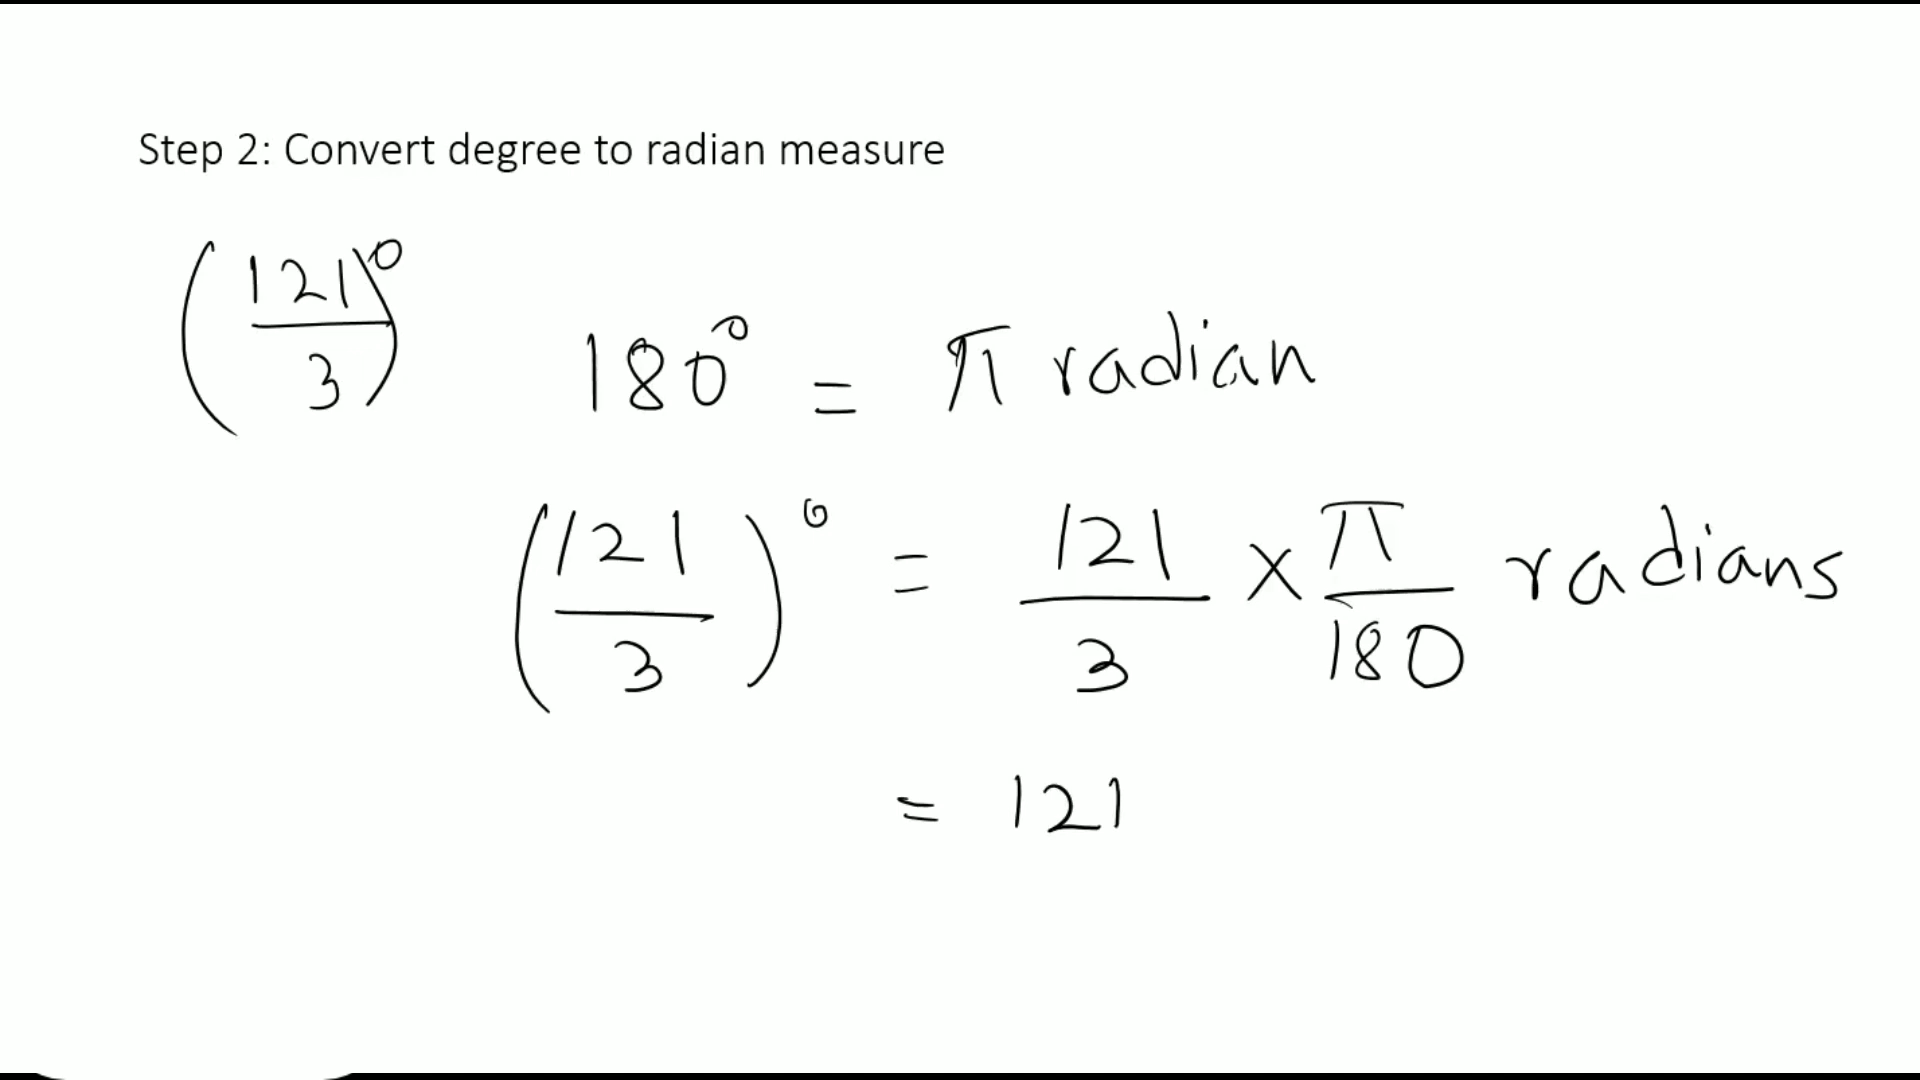 Step 2: Convert degree to radian measure
(121/3)° 180° = π radian
(121/3)° = 121/3 × π/180 radians
= 121